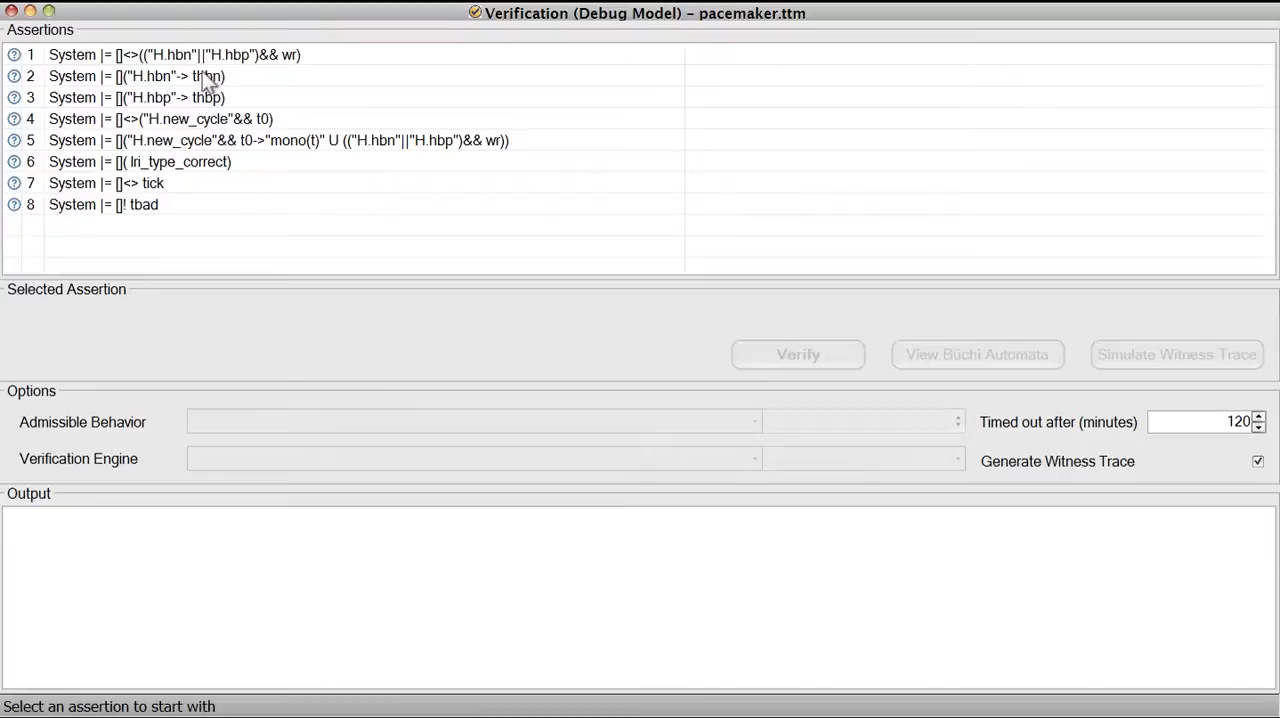 Verification (Debug Model) – pacemaker.ttm
Assertions
1 System |= []<>(("H.hbn"||"H.hbp")&& wr)
2 System |= []("H.hbn"-> thbn)
3 System |= []("H.hbp"-> thbp)
4 System |= []<>("H.new_cycle"&& t0)
5 System |= []("H.new_cycle"&& t0->"mono(t)" U (("H.hbn"||"H.hbp")&& wr))
6 System |= []( lri_type_correct)
7 System |= []<> tick
8 System |= []! tbad
Selected Assertion
Verify View Büchi Automata Simulate Witness Trace
Options
Admissible Behavior Timed out after (minutes) 120
Verification Engine Generate Witness Trace
Output
Select an assertion to start with